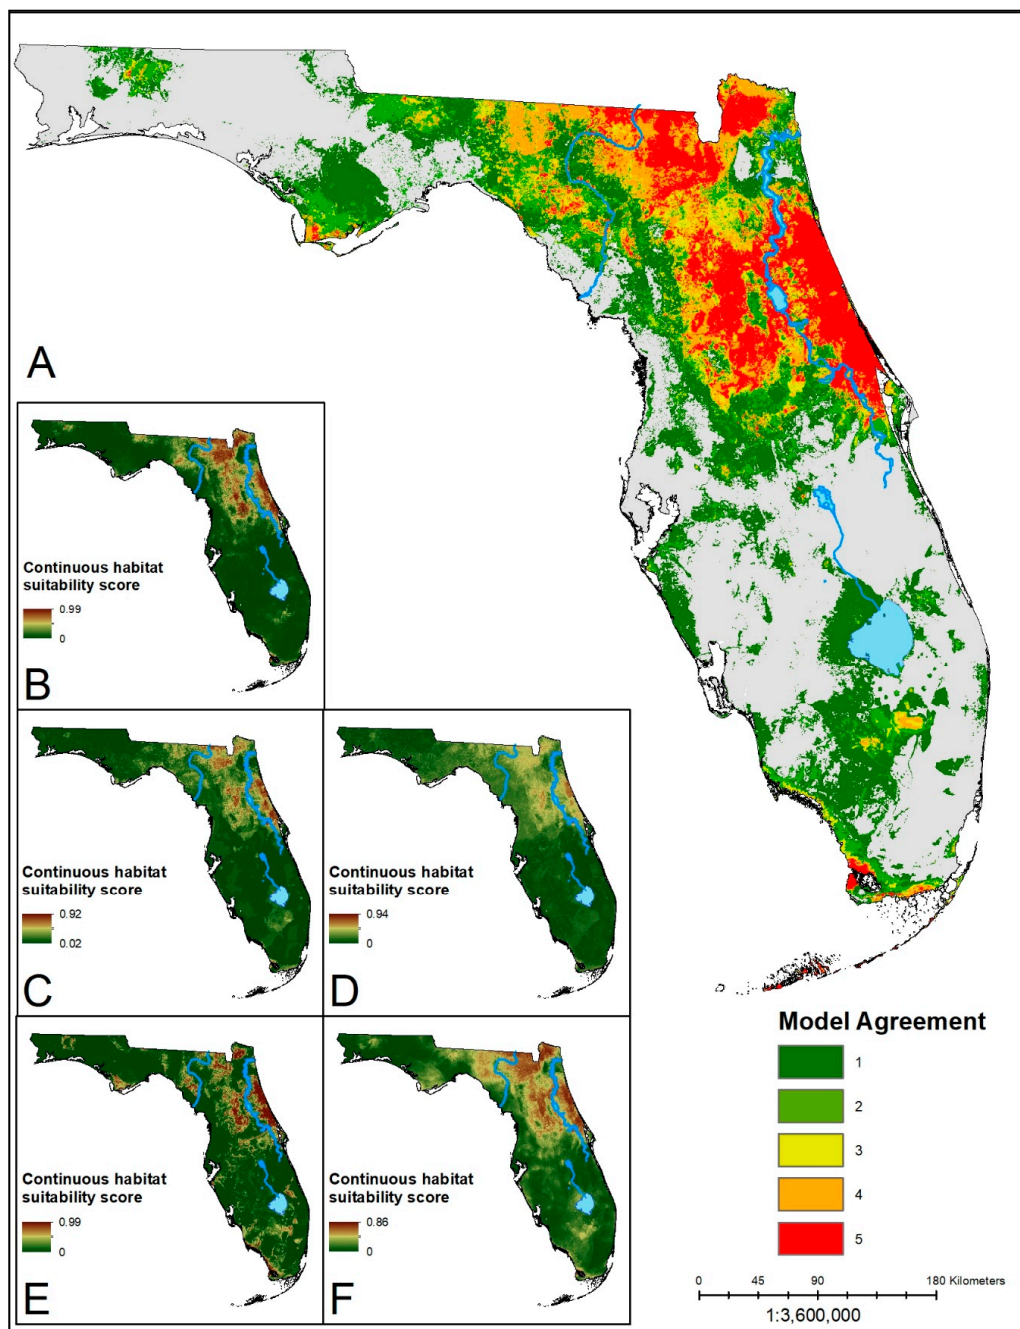 A
Continuous habitat
suitability score
0.99
0
B
Continuous habitat
suitability score
0.92
0.02
C
Continuous habitat
suitability score
0.94
0
D
Continuous habitat
suitability score
0.99
0
E
Continuous habitat
suitability score
0.86
0
F
Model Agreement
1
2
3
4
5
0 45 90 180 Kilometers
1:3,600,000